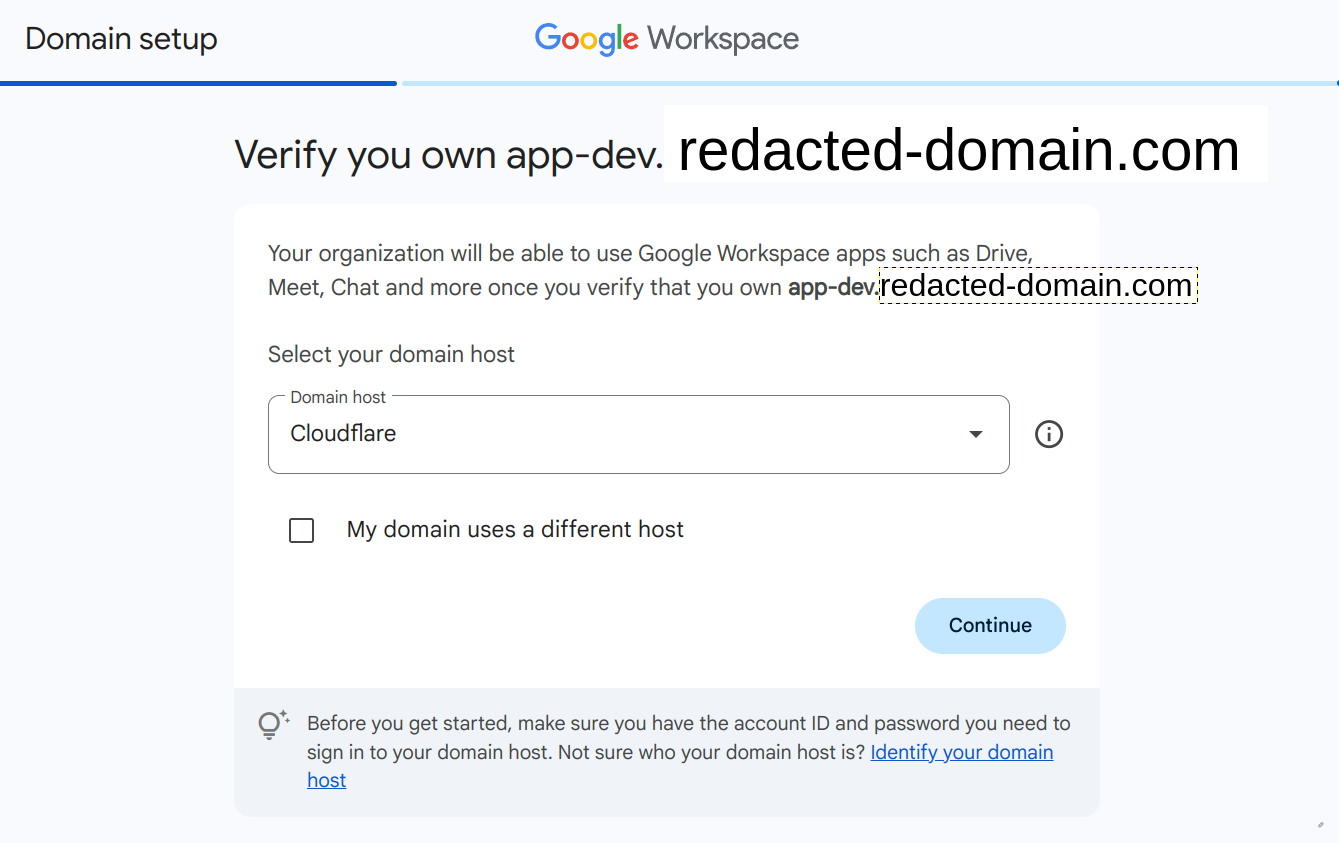 Domain setup
Google Workspace
Verify you own app-dev. redacted-domain.com
Your organization will be able to use Google Workspace apps such as Drive,
Meet, Chat and more once you verify that you own app-dev.redacted-domain.com
Select your domain host
Domain host
Cloudflare
My domain uses a different host
Continue
Before you get started, make sure you have the account ID and password you need to
sign in to your domain host. Not sure who your domain host is? Identify your domain
host